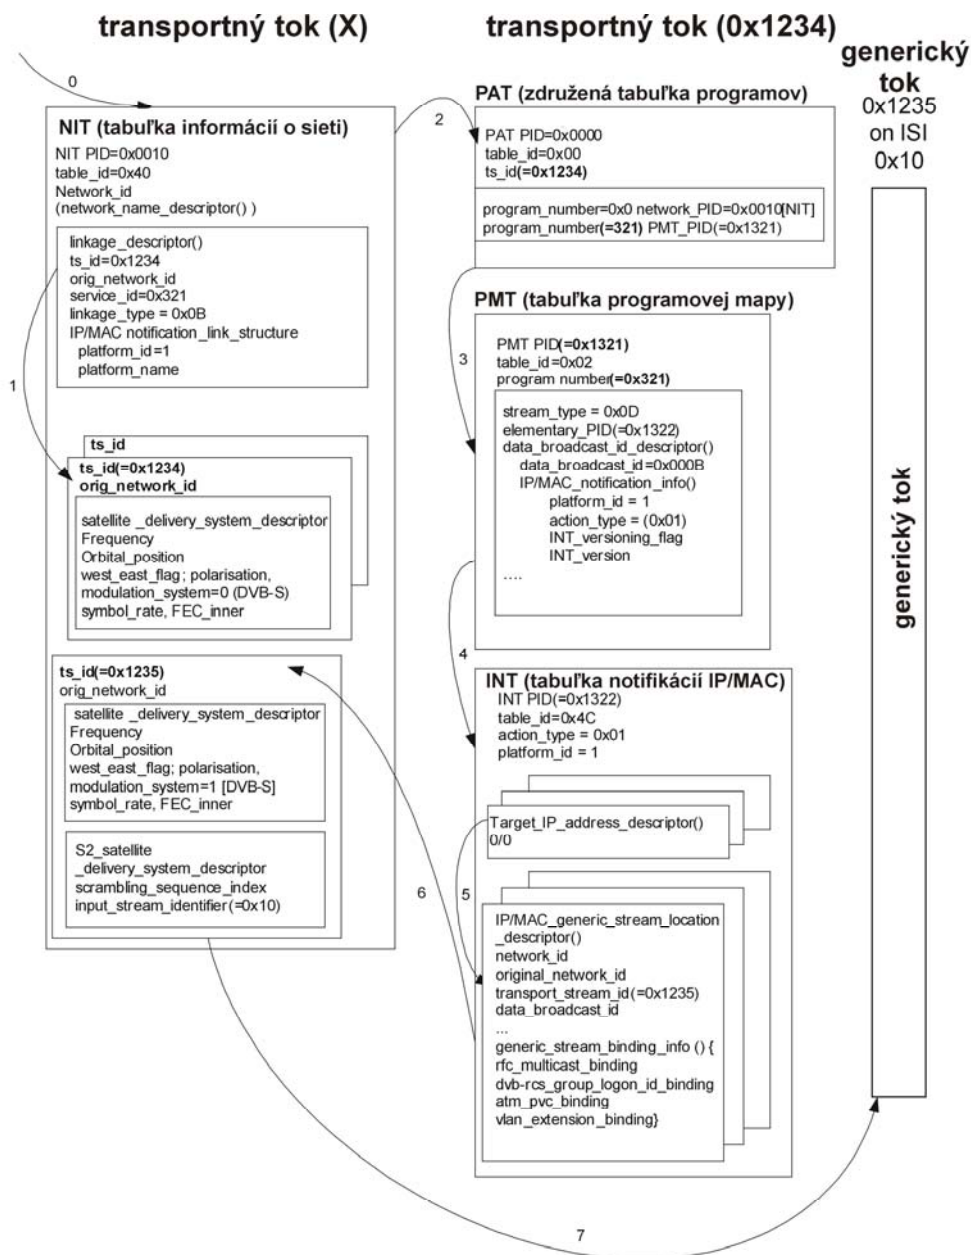 transportný tok (X)
transportný tok (0x1234)
generický
tok
0x1235
on ISI
0x10
0
NIT (tabuľka informácií o sieti)
NIT PID=0x0010
table_id=0x40
Network_id
(network_name_descriptor() )
linkage_descriptor()
ts_id=0x1234
orig_network_id
service_id=0x321
linkage_type = 0x0B
IP/MAC notification_link_structure
platform_id=1
platform_name
1
ts_id
ts_id(=0x1234)
orig_network_id
satellite _delivery_system_descriptor
Frequency
Orbital_position
west_east_flag; polarisation,
modulation_system=0 (DVB-S)
symbol_rate, FEC_inner
ts_id(=0x1235)
orig_network_id
satellite _delivery_system_descriptor
Frequency
Orbital_position
west_east_flag; polarisation,
modulation_system=1 [DVB-S]
symbol_rate, FEC_inner
S2_satellite
_delivery_system_descriptor
scrambling_sequence_index
input_stream_identifier(=0x10)
2
PAT (združená tabuľka programov)
PAT PID=0x0000
table_id=0x00
ts_id(=0x1234)
program_number=0x0 network_PID=0x0010[NIT]
program_number(=321) PMT_PID(=0x1321)
3
PMT (tabuľka programovej mapy)
PMT PID(=0x1321)
table_id=0x02
program number(=0x321)
stream_type = 0x0D
elementary_PID(=0x1322)
data_broadcast_id_descriptor()
data_broadcast_id=0x000B
IP/MAC_notification_info()
platform_id = 1
action_type = (0x01)
INT_versioning_flag
INT_version
....
4
INT (tabuľka notifikácií IP/MAC)
INT PID(=0x1322)
table_id=0x4C
action_type = 0x01
platform_id = 1
Target_IP_address_descriptor()
0/0
5
6
IP/MAC_generic_stream_location
_descriptor()
network_id
original_network_id
transport_stream_id(=0x1235)
data_broadcast_id
...
generic_stream_binding_info () {
rfc_multicast_binding
dvb-rcs_group_logon_id_binding
atm_pvc_binding
vlan_extension_binding}
generický tok
7